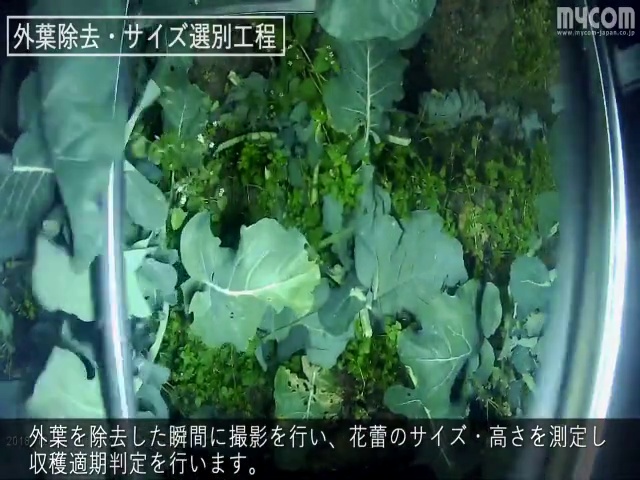 外葉除去・サイズ選別工程
mycom
www.mycom-japan.co.jp
外葉を除去した瞬間に撮影を行い、花蕾のサイズ・高さを測定し
収穫適期判定を行います。